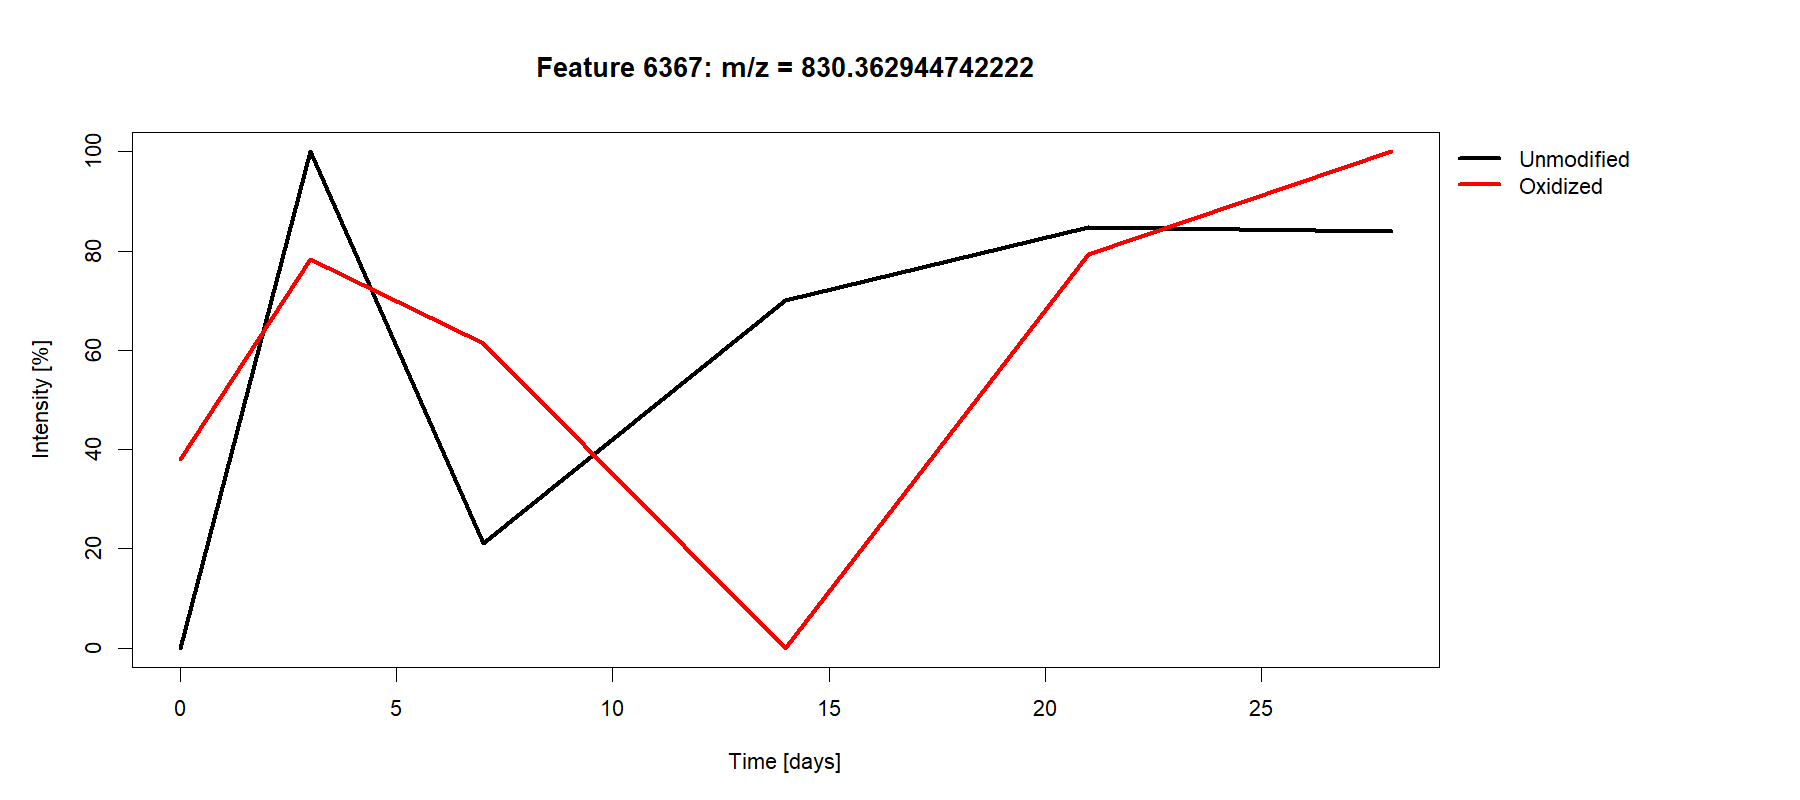 Feature 6367: m/z = 830.362944742222
Unmodified
Oxidized
Intensity [%]
100
80
60
40
20
0
0 5 10 15 20 25
Time [days]